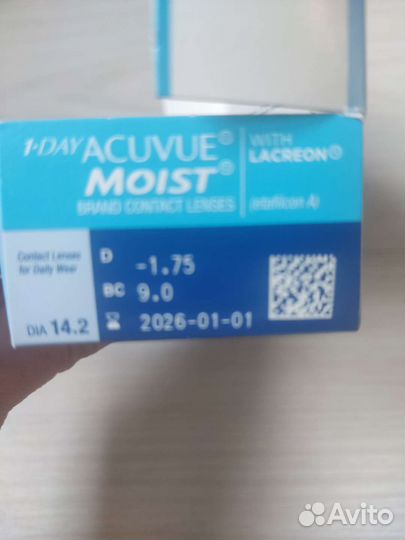 1·DAY ACUVUE®
MOIST®
BRAND CONTACT LENSES
WITH
LACREON®
(etafilcon A)
Contact Lenses
for Daily Wear
D -1.75
BC 9.0
2026-01-01
DIA 14.2
Avito